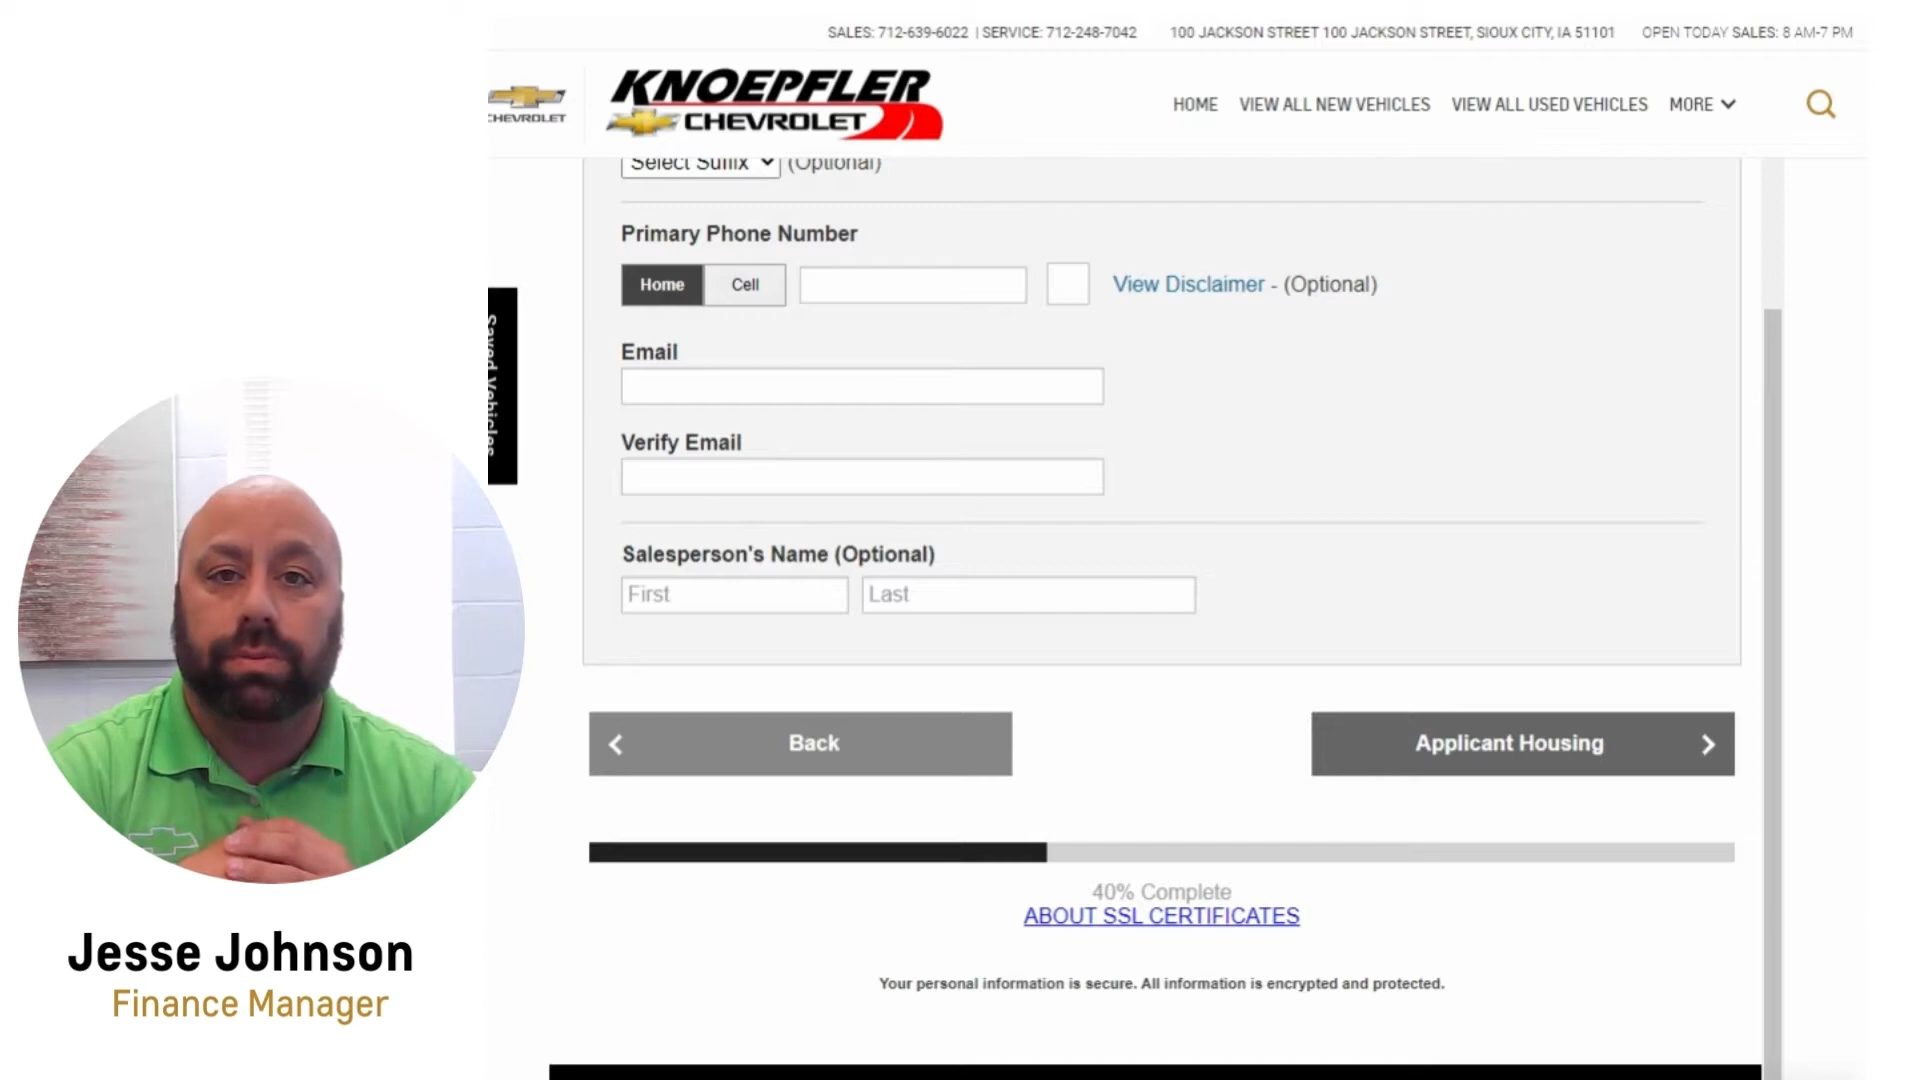 SALES: 712-639-6022 | SERVICE: 712-248-7042 100 JACKSON STREET 100 JACKSON STREET, SIOUX CITY, IA 51101 OPEN TODAY SALES: 8 AM-7 PM
CHEVROLET
KNOEPFLER
CHEVROLET
HOME VIEW ALL NEW VEHICLES VIEW ALL USED VEHICLES MORE
Select Suffix (Optional)
Primary Phone Number
Home Cell View Disclaimer - (Optional)
Email
Verify Email
Saved Vehicles
Salesperson's Name (Optional)
First Last
Back Applicant Housing
40% Complete
ABOUT SSL CERTIFICATES
Your personal information is secure. All information is encrypted and protected.
Jesse Johnson
Finance Manager